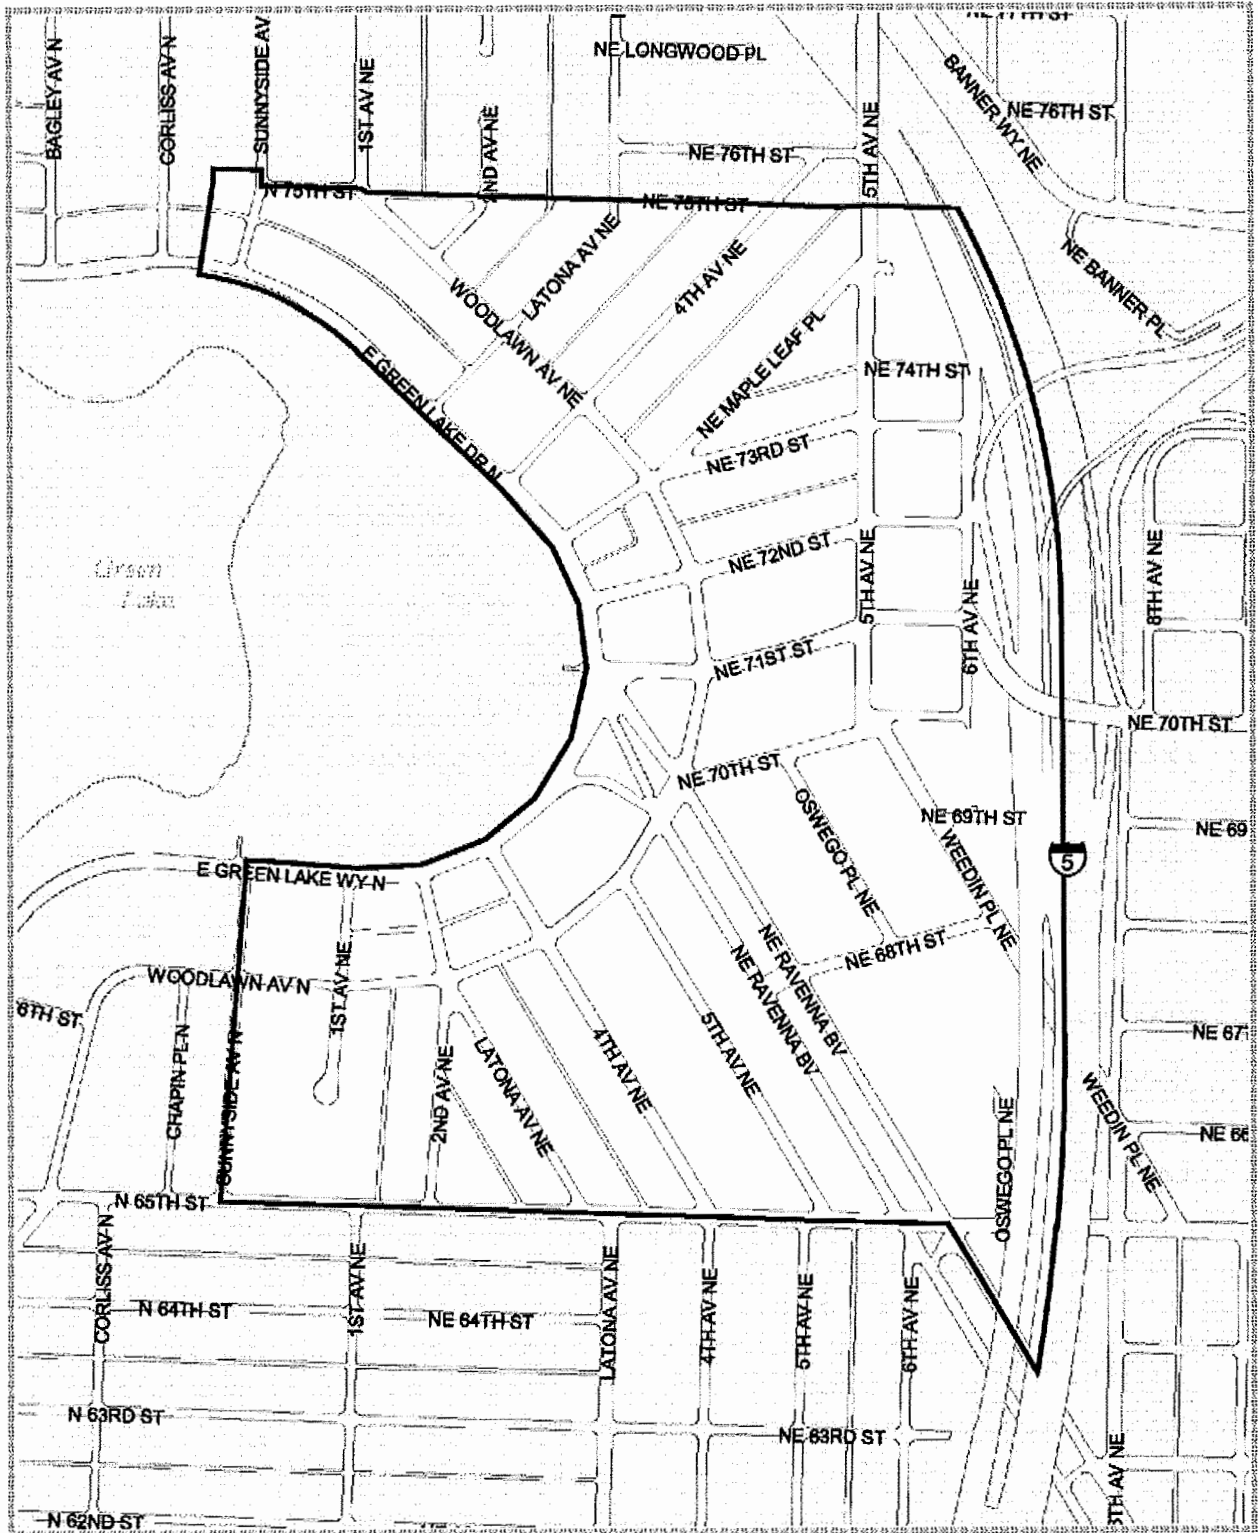 BAGLEY AV N
CORLISS AV N
SUNNYSIDE AV
1ST AV NE
2ND AV NE
NE LONGWOOD PL
NE 76TH ST
5TH AV NE
BANNER WY NE
NE 76TH ST
N 75TH ST
NE 75TH ST
LATONA AV NE
4TH AV NE
NE BANNER PL
WOODLAWN AV NE
E GREEN LAKE DR N
NE MAPLE LEAF PL
NE 74TH ST
NE 73RD ST
Green
Lake
NE 72ND ST
5TH AV NE
6TH AV NE
8TH AV NE
NE 71ST ST
NE 70TH ST
NE 70TH ST
OSWEGO PL NE
NE 69TH ST
NE 69
WEEDIN PL NE
5
E GREEN LAKE WY N
1ST AV NE
NE RAVENNA BV
NE RAVENNA BV
NE 68TH ST
WOODLAWN AV N
6TH ST
CHAPIN PL N
SUNNYSIDE AV N
2ND AV NE
LATONA AV NE
4TH AV NE
5TH AV NE
NE 67
OSWEGO PL NE
WEEDIN PL NE
NE 66
N 65TH ST
CORLISS AV N
1ST AV NE
N 64TH ST
NE 64TH ST
LATONA AV NE
4TH AV NE
5TH AV NE
6TH AV NE
N 63RD ST
NE 63RD ST
TH AV NE
N 62ND ST